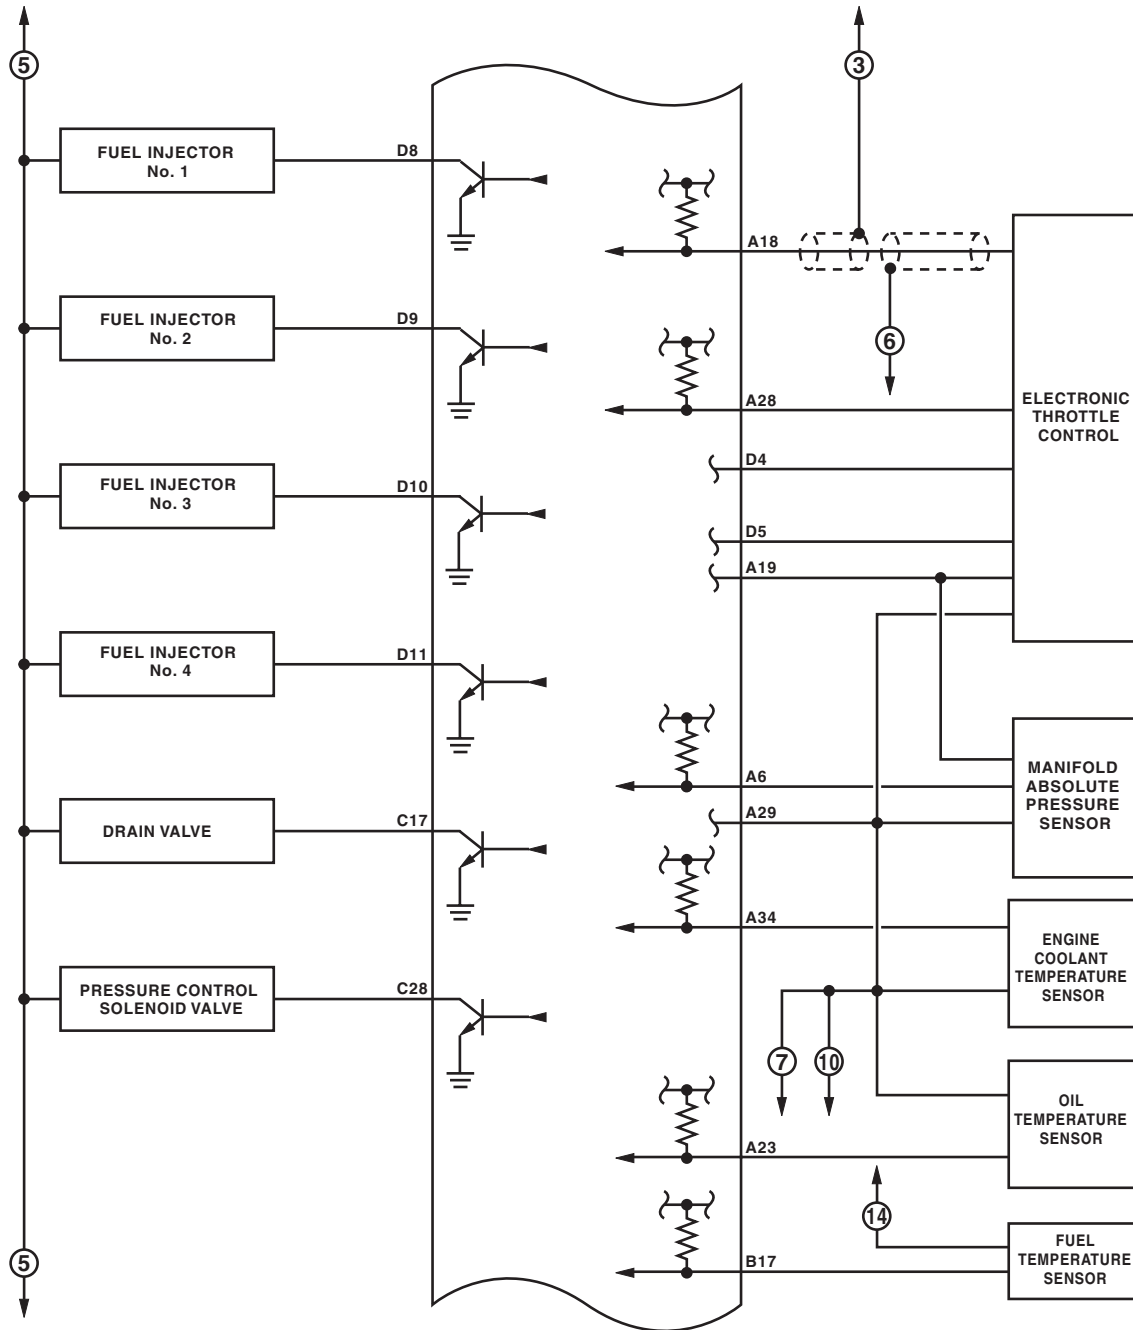 5
3
FUEL INJECTOR
No. 1
D8
A18
FUEL INJECTOR
No. 2
D9
6
A28
ELECTRONIC
THROTTLE
CONTROL
D4
FUEL INJECTOR
No. 3
D10
D5
A19
FUEL INJECTOR
No. 4
D11
A6
A29
MANIFOLD
ABSOLUTE
PRESSURE
SENSOR
DRAIN VALVE
C17
A34
ENGINE
COOLANT
TEMPERATURE
SENSOR
PRESSURE CONTROL
SOLENOID VALVE
C28
7
10
OIL
TEMPERATURE
SENSOR
A23
14
5
B17
FUEL
TEMPERATURE
SENSOR